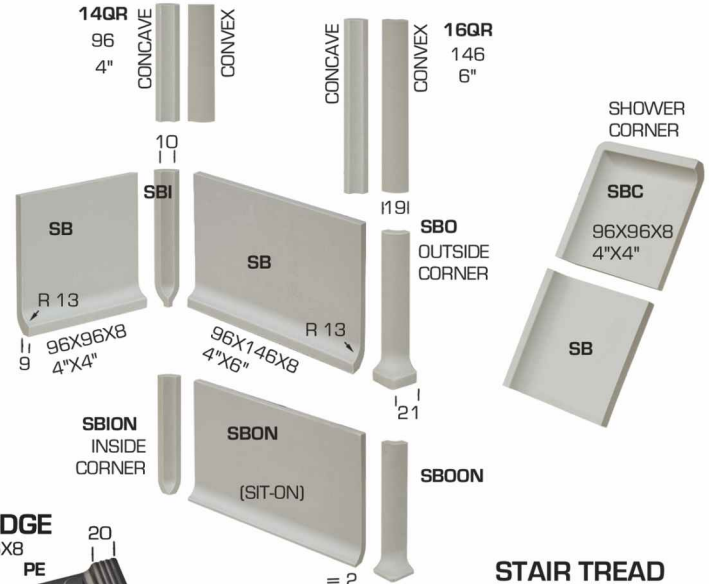 14QR
96
4"
CONCAVE
CONVEX
CONCAVE
CONVEX
16QR
146
6"
SHOWER
CORNER
10
SBI
SB
SB
R 13
9
96X96X8
4"X4"
96X146X8
4"X6"
R 13
19
SBO
OUTSIDE
CORNER
21
SBC
96X96X8
4"X4"
SB
SBION
INSIDE
CORNER
SBON
(SIT-ON)
SBOON
= 2
DGE
X8
20
PE
STAIR TREAD